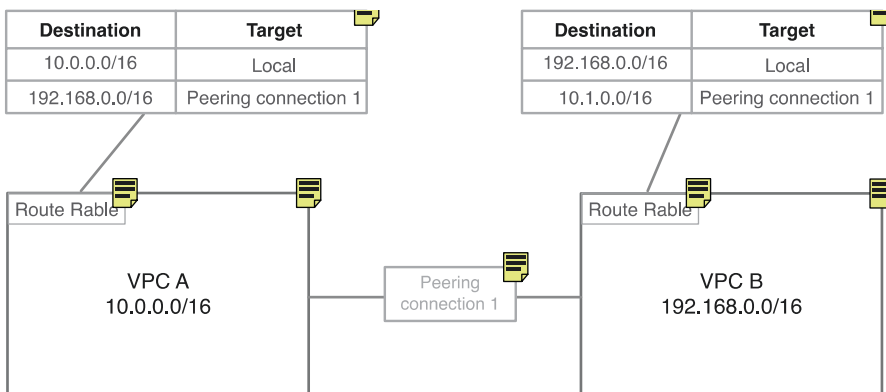 Destination Target
10.0.0.0/16 Local
192.168.0.0/16 Peering connection 1
Destination Target
192.168.0.0/16 Local
10.1.0.0/16 Peering connection 1
Route Rable
VPC A
10.0.0.0/16
Peering
connection 1
Route Rable
VPC B
192.168.0.0/16